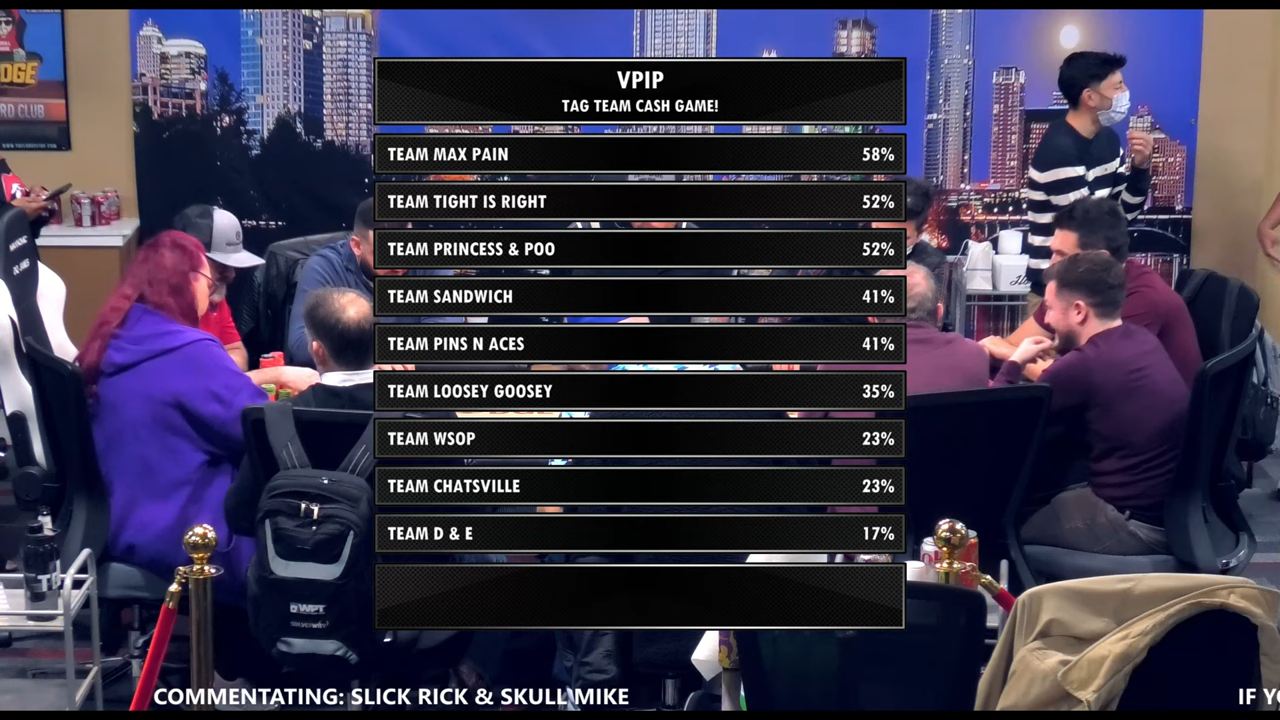 DGE
RD CLUB
VPIP
TAG TEAM CASH GAME!
TEAM MAX PAIN 58%
TEAM TIGHT IS RIGHT 52%
TEAM PRINCESS & POO 52%
TEAM SANDWICH 41%
TEAM PINS N ACES 41%
TEAM LOOSEY GOOSEY 35%
TEAM WSOP 23%
TEAM CHATSVILLE 23%
TEAM D & E 17%
WPT
COMMENTATING: SLICK RICK & SKULL MIKE
IF YO